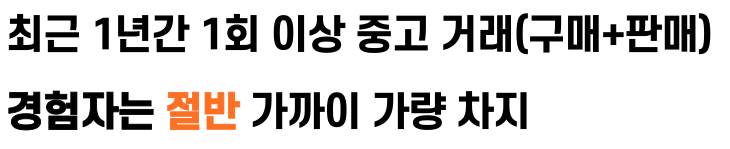 최근 1년간 1회 이상 중고 거래(구매+판매)
경험자는 절반 가까이 가량 차지